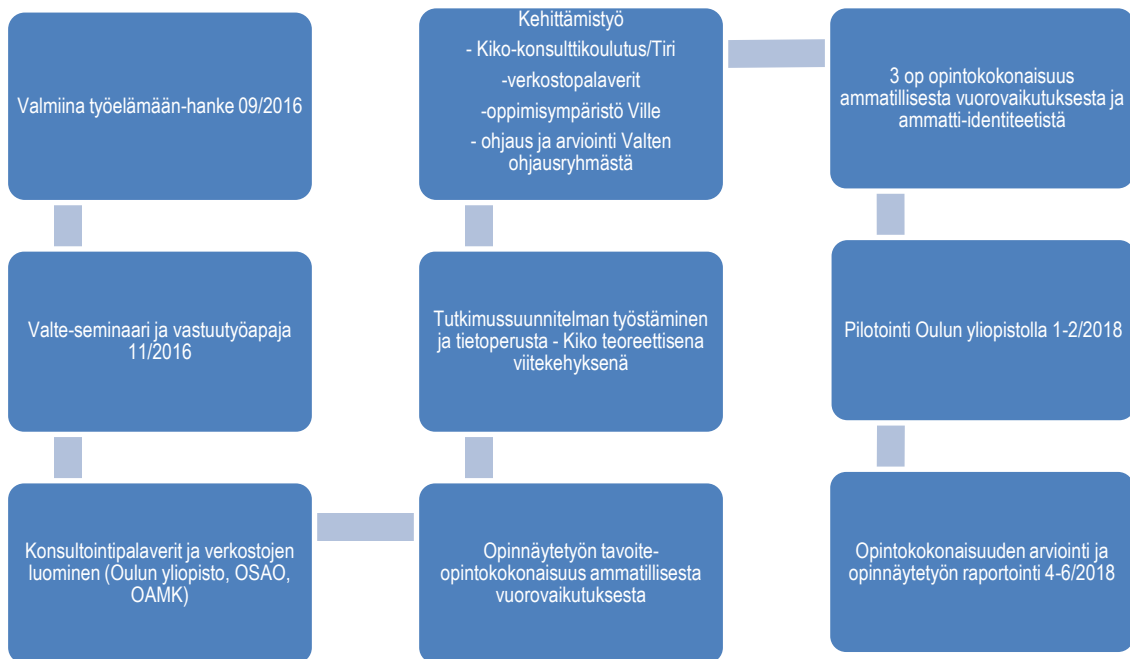 Valmiina työelämään-hanke 09/2016
Valte-seminaari ja vastuutyöapaja
11/2016
Konsultointipalaverit ja verkostojen
luominen (Oulun yliopisto, OSAO,
OAMK)
Opinnäytetyön tavoite-
opintokokonaisuus ammatillisesta
vuorovaikutuksesta
Tutkimussuunnitelman työstäminen
ja tietoperusta - Kiko teoreettisena
viitekehyksenä
Kehittämistyö
- Kiko-konsulttikoulutus/Tiri
-verkostopalaverit
-oppimisympäristö Ville
- ohjaus ja arviointi Valten
ohjausryhmästä
3 op opintokokonaisuus
ammatillisesta vuorovaikutuksesta ja
ammatti-identiteetistä
Pilotointi Oulun yliopistolla 1-2/2018
Opintokokonaisuuden arviointi ja
opinnäytetyön raportointi 4-6/2018